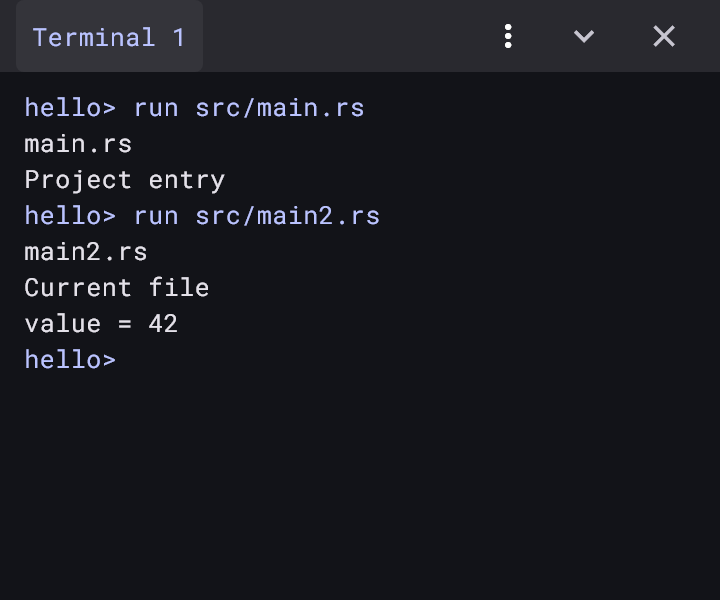 Terminal 1
hello> run src/main.rs
main.rs
Project entry
hello> run src/main2.rs
main2.rs
Current file
value = 42
hello>